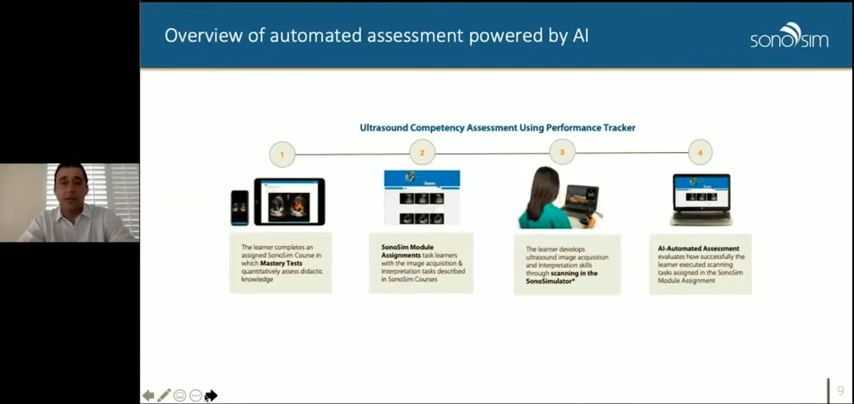 Overview of automated assessment powered by AI
sonosim
Ultrasound Competency Assessment Using Performance Tracker
1
2
3
4
The learner completes an
assigned SonoSim Course in
which Mastery Tests
quantitatively assess didactic
knowledge
SonoSim Module
Assignments task learners
with the image acquisition &
interpretation tasks described
in SonoSim Courses
The learner develops
ultrasound image acquisition
and interpretation skills
through scanning in the
SonoSimulator®
AI-Automated Assessment
evaluates how successfully the
learner executed scanning
tasks assigned in the SonoSim
Module Assignment
9